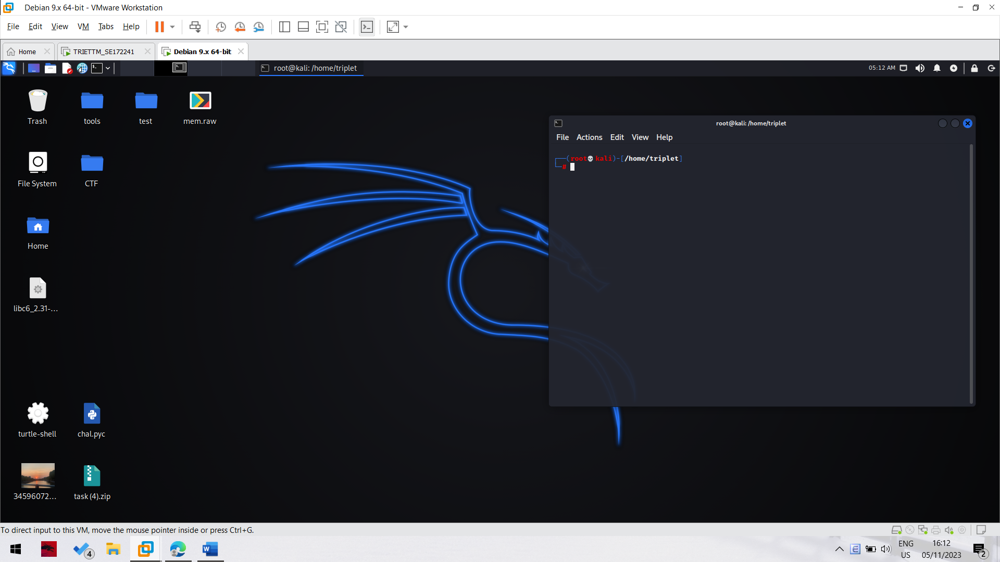 Debian 9.x 64-bit - VMware Workstation
File Edit View VM Tabs Help
Home TRIETTM_SE172241 Debian 9.x 64-bit
root@kali: /home/triplet 05:12 AM
Trash tools test mem.raw
root@kali: /home/triplet
File Actions Edit View Help
(root💀kali)-[/home/triplet]
#
File System CTF
Home
libc6_2.31-...
turtle-shell chal.pyc
34596072... task (4).zip
To direct input to this VM, move the mouse pointer inside or press Ctrl+G.
4 W ENG 16:12
US 05/11/2023 2